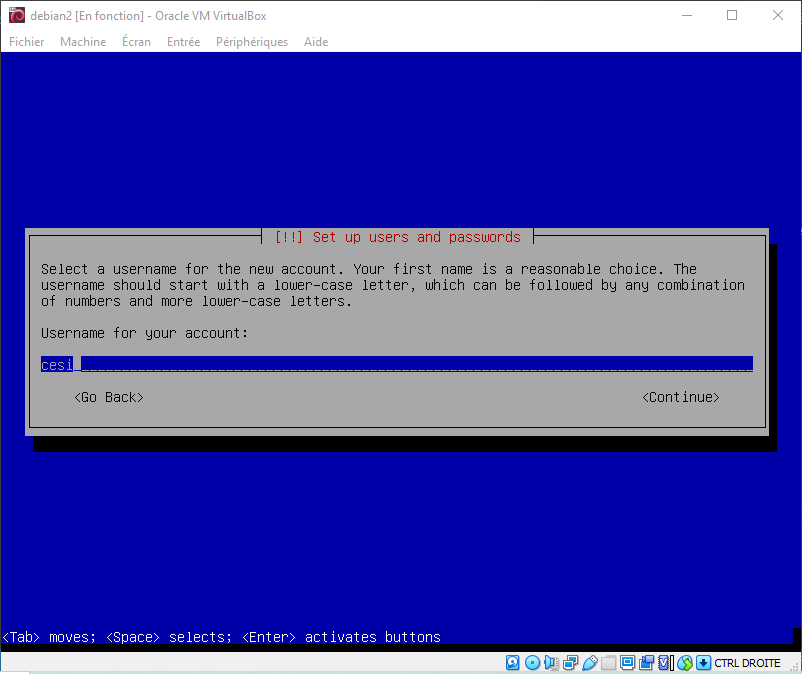 debian2 [En fonction] - Oracle VM VirtualBox
Fichier Machine Écran Entrée Périphériques Aide
[!!] Set up users and passwords
Select a username for the new account. Your first name is a reasonable choice. The
username should start with a lower-case letter, which can be followed by any combination
of numbers and more lower-case letters.
Username for your account:
cesi
<Go Back> <Continue>
<Tab> moves; <Space> selects; <Enter> activates buttons
CTRL DROITE